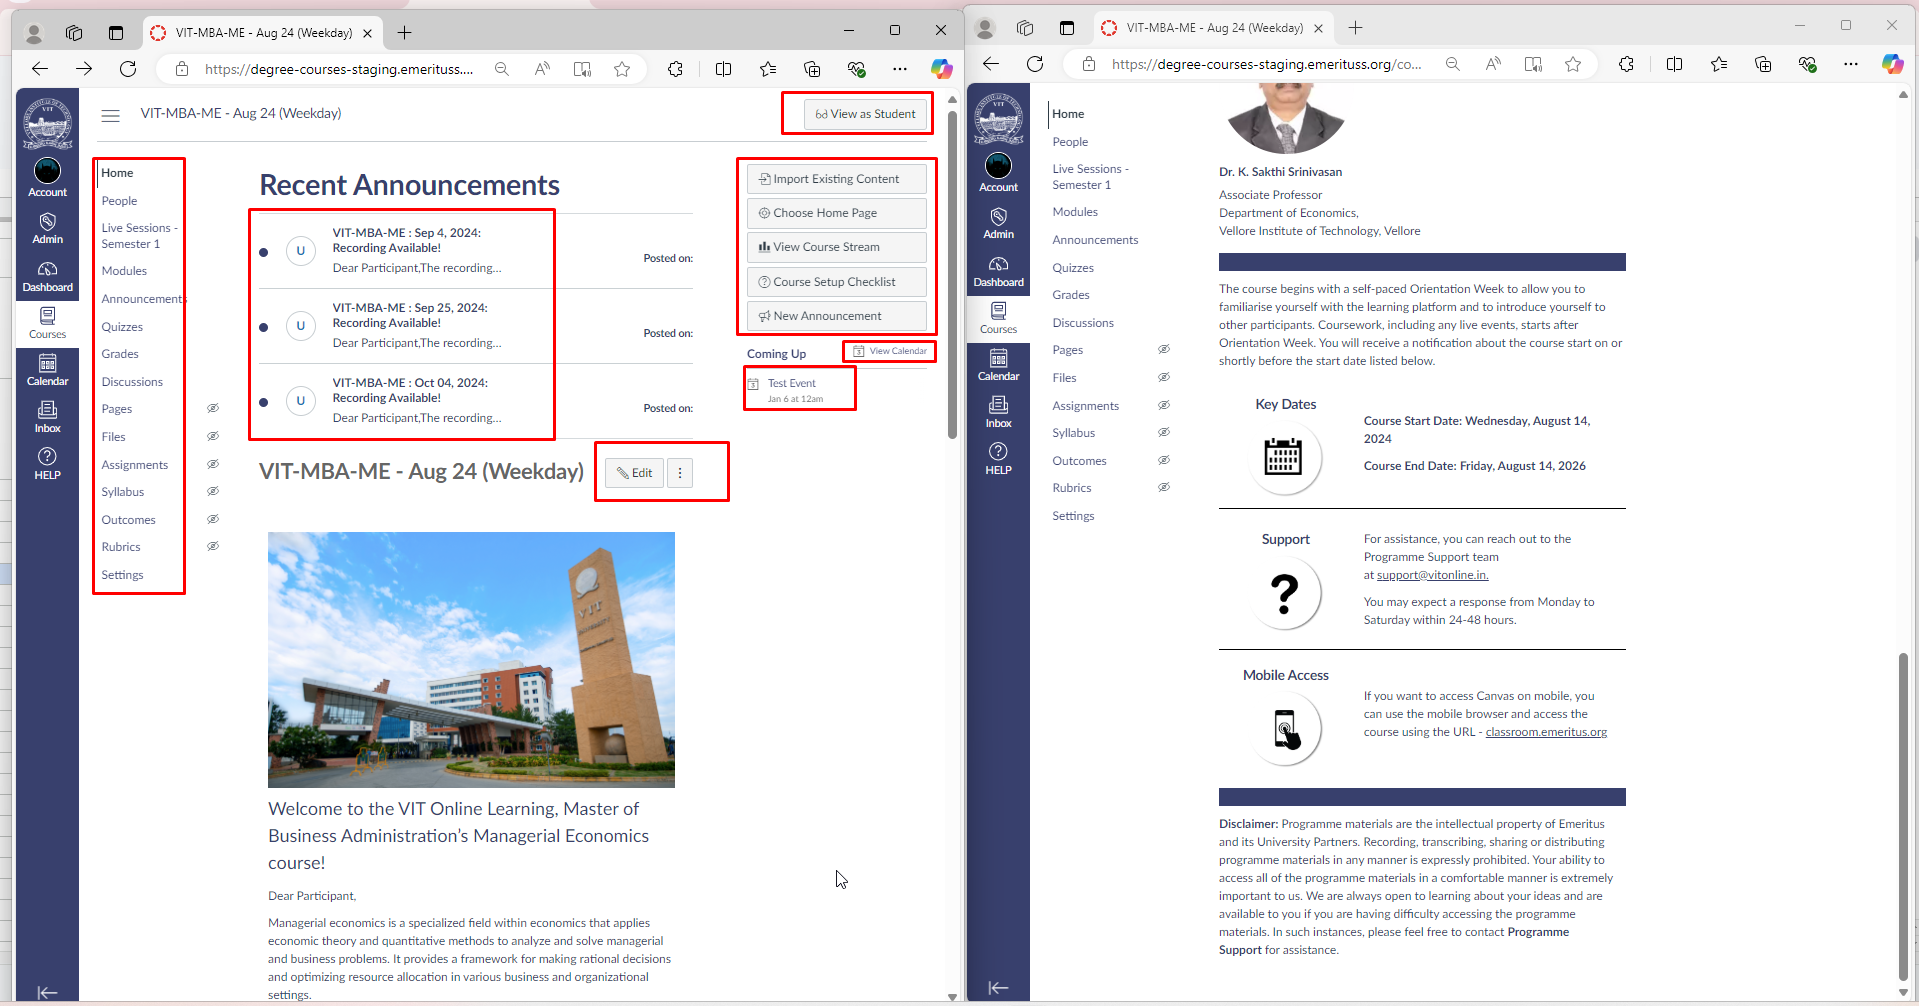 VIT-MBA-ME - Aug 24 (Weekday)
https://degree-courses-staging.emerituss....
VIT
Account
Admin
Dashboard
Courses
Calendar
Inbox
HELP
VIT-MBA-ME - Aug 24 (Weekday)
View as Student
Home
People
Live Sessions -
Semester 1
Modules
Announcements
Quizzes
Grades
Discussions
Pages
Files
Assignments
Syllabus
Outcomes
Rubrics
Settings
Recent Announcements
U
VIT-MBA-ME : Sep 4, 2024:
Recording Available!
Dear Participant,The recording...
Posted on:
U
VIT-MBA-ME : Sep 25, 2024:
Recording Available!
Dear Participant,The recording...
Posted on:
U
VIT-MBA-ME : Oct 04, 2024:
Recording Available!
Dear Participant,The recording...
Posted on:
Import Existing Content
Choose Home Page
View Course Stream
Course Setup Checklist
New Announcement
Coming Up
View Calendar
Test Event
Jan 6 at 12am
VIT-MBA-ME - Aug 24 (Weekday)
Edit
VIT
Welcome to the VIT Online Learning, Master of
Business Administration’s Managerial Economics
course!
Dear Participant,
Managerial economics is a specialized field within economics that applies
economic theory and quantitative methods to analyze and solve managerial
and business problems. It provides a framework for making rational decisions
and optimizing resource allocation in various business and organizational
settings.
VIT-MBA-ME - Aug 24 (Weekday)
https://degree-courses-staging.emerituss.org/co...
VIT
Account
Admin
Dashboard
Courses
Calendar
Inbox
HELP
Home
People
Live Sessions -
Semester 1
Modules
Announcements
Quizzes
Grades
Discussions
Pages
Files
Assignments
Syllabus
Outcomes
Rubrics
Settings
Dr. K. Sakthi Srinivasan
Associate Professor
Department of Economics,
Vellore Institute of Technology, Vellore
The course begins with a self-paced Orientation Week to allow you to
familiarise yourself with the learning platform and to introduce yourself to
other participants. Coursework, including any live events, starts after
Orientation Week. You will receive a notification about the course start on or
shortly before the start date listed below.
Key Dates
Course Start Date: Wednesday, August 14,
2024
Course End Date: Friday, August 14, 2026
Support
For assistance, you can reach out to the
Programme Support team
at support@vitonline.in.
You may expect a response from Monday to
Saturday within 24-48 hours.
Mobile Access
If you want to access Canvas on mobile, you
can use the mobile browser and access the
course using the URL - classroom.emeritus.org
Disclaimer: Programme materials are the intellectual property of Emeritus
and its University Partners. Recording, transcribing, sharing or distributing
programme materials in any manner is expressly prohibited. Your ability to
access all of the programme materials in a comfortable manner is extremely
important to us. We are always open to learning about your ideas and are
available to you if you are having difficulty accessing the programme
materials. In such instances, please feel free to contact Programme
Support for assistance.